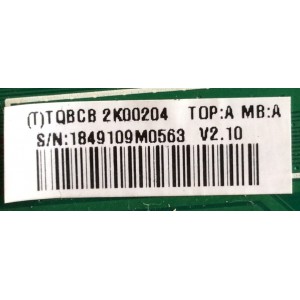 (T)TQBCB 2K00204 TOP:A MB:A
S/N:1849109M0563 V2.10